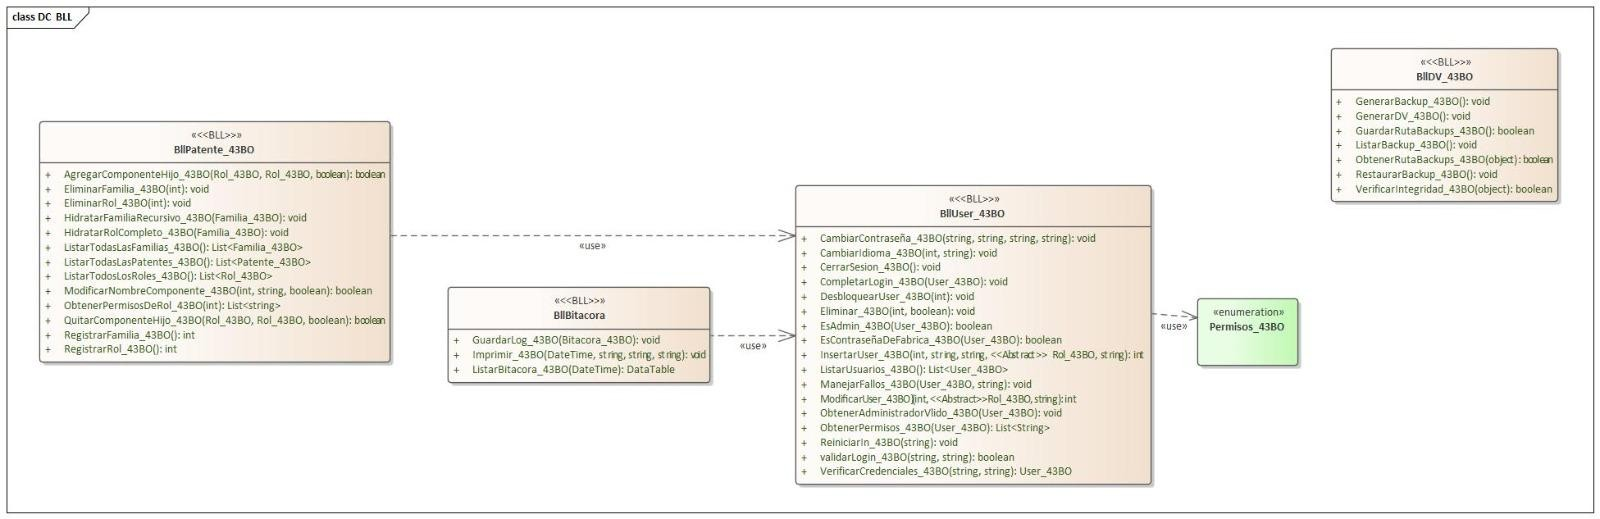 class DC BLL
«<<BLL>>»
BllPatente_43BO
+ AgregarComponenteHijo_43BO(Rol_43BO, Rol_43BO, boolean): boolean
+ EliminarFamilia_43BO(int): void
+ EliminarRol_43BO(int): void
+ HidratarFamiliaRecursivo_43BO(Familia_43BO): void
+ HidratarRolCompleto_43BO(Familia_43BO): void
+ ListarTodasLasFamilias_43BO(): List<Familia_43BO>
+ ListarTodasLasPatentes_43BO(): List<Patente_43BO>
+ ListarTodosLosRoles_43BO(): List<Rol_43BO>
+ ModificarNombreComponente_43BO(int, string, boolean): boolean
+ ObtenerPermisosDeRol_43BO(int): List<string>
+ QuitarComponenteHijo_43BO(Rol_43BO, Rol_43BO, boolean): boolean
+ RegistrarFamilia_43BO(): int
+ RegistrarRol_43BO(): int
«use»
«<<BLL>>»
BllBitacora
+ GuardarLog_43BO(Bitacora_43BO): void
+ Imprimir_43BO(DateTime, string, string, string): void
+ ListarBitacora_43BO(DateTime): DataTable
«use»
«<<BLL>>»
BllUser_43BO
+ CambiarContraseña_43BO(string, string, string, string): void
+ CambiarIdioma_43BO(int, string): void
+ CerrarSesion_43BO(): void
+ CompletarLogin_43BO(User_43BO): void
+ DesbloquearUser_43BO(int): void
+ Eliminar_43BO(int, boolean): void
+ EsAdmin_43BO(User_43BO): boolean
+ EsContraseñaDeFabrica_43BO(User_43BO): boolean
+ InsertarUser_43BO(int, string, string, <<Abstract>> Rol_43BO, string): int
+ ListarUsuarios_43BO(): List<User_43BO>
+ ManejarFallos_43BO(User_43BO, string): void
+ ModificarUser_43BO(int, <<Abstract>>Rol_43BO, string): int
+ ObtenerAdministradorVlido_43BO(User_43BO): void
+ ObtenerPermisos_43BO(User_43BO): List<String>
+ ReiniciarIn_43BO(string): void
+ validarLogin_43BO(string, string): boolean
+ VerificarCredenciales_43BO(string, string): User_43BO
«use»
«enumeration»
Permisos_43BO
«<<BLL>>»
BllDV_43BO
+ GenerarBackup_43BO(): void
+ GenerarDV_43BO(): void
+ GuardarRutaBackups_43BO(): boolean
+ ListarBackup_43BO(): void
+ ObtenerRutaBackups_43BO(object): boolean
+ RestaurarBackup_43BO(): void
+ VerificarIntegridad_43BO(object): boolean